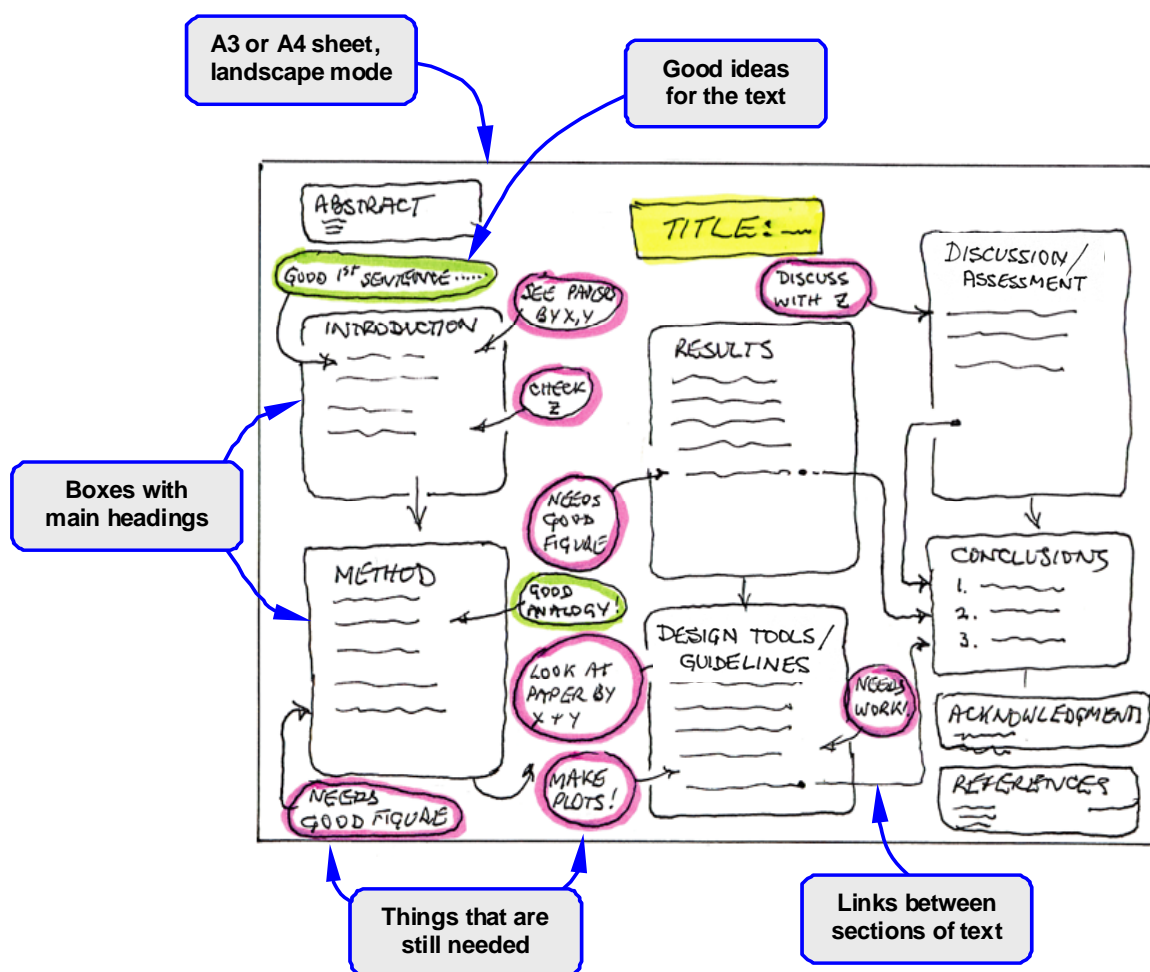 A3 or A4 sheet,
landscape mode
Good ideas
for the text
ABSTRACT
TITLE:
GOOD 1ST SENTENCE.....
SEE PAPERS
BY X,Y
INTRODUCTION
CHECK
Z
DISCUSS
WITH Z
DISCUSSION/
ASSESSMENT
RESULTS
Boxes with
main headings
NEEDS
GOOD
FIGURE
METHOD
GOOD
ANALOGY!
LOOK AT
PAPER BY
X + Y
MAKE
PLOTS!
NEEDS
GOOD FIGURE
DESIGN TOOLS/
GUIDELINES
NEEDS
WORK!
CONCLUSIONS
1.
2.
3.
ACKNOWLEDGMENTS
REFERENCES
Things that are
still needed
Links between
sections of text